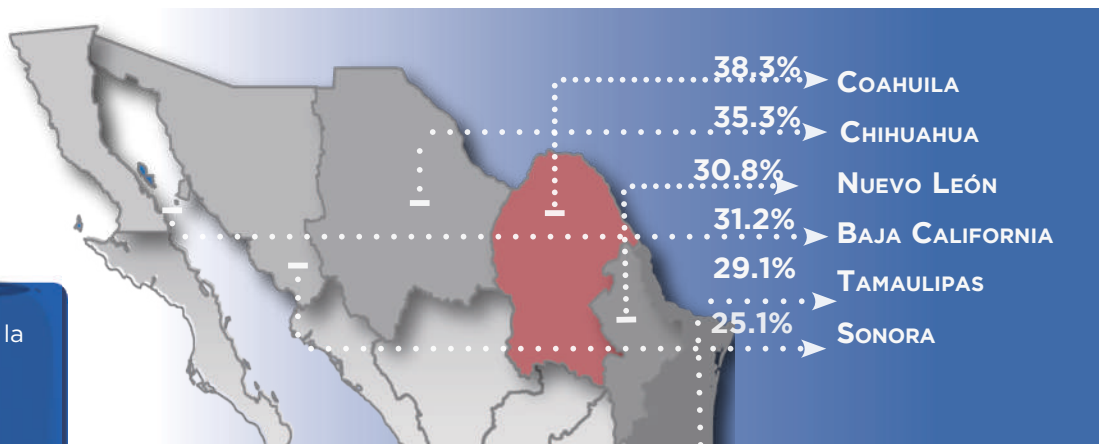 38.3% COAHUILA
35.3% CHIHUAHUA
30.8% NUEVO LEÓN
31.2% BAJA CALIFORNIA
29.1% TAMAULIPAS
25.1% SONORA
la